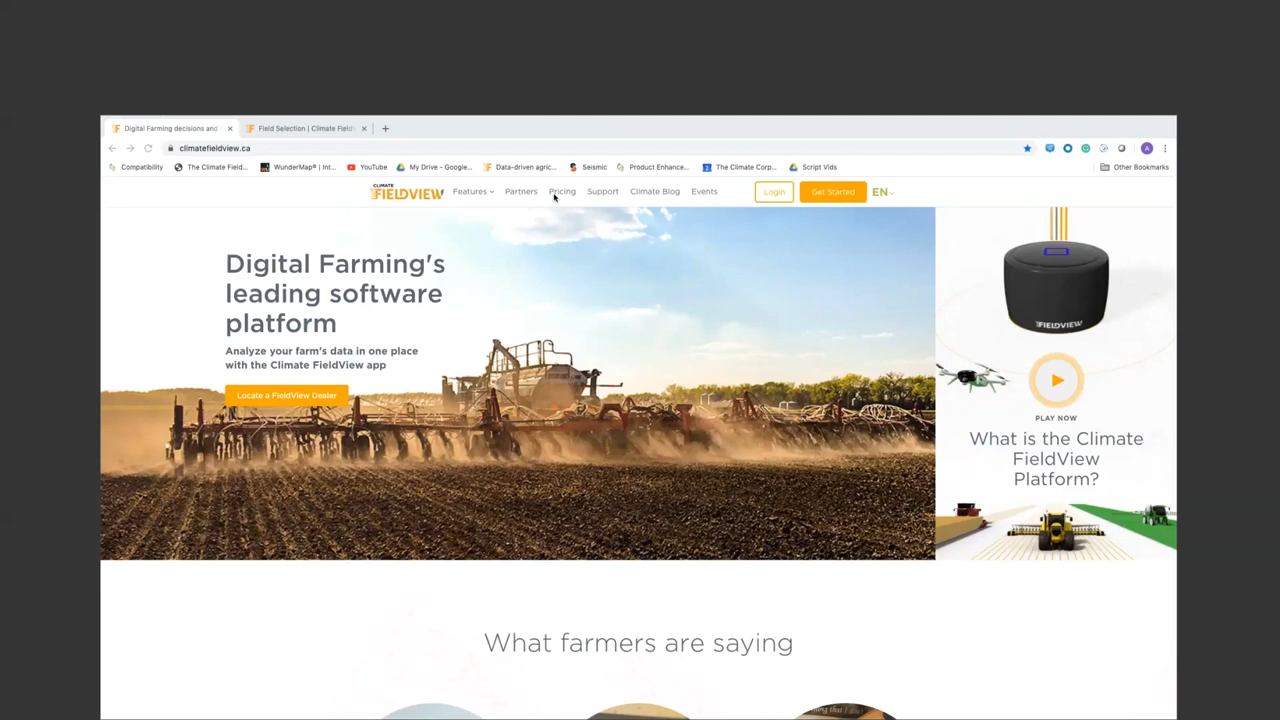 Digital Farming decisions and
Field Selection | Climate Field
climatefieldview.ca
A
Compatibility
The Climate Field...
WunderMap® | Int...
YouTube
My Drive – Google...
Data-driven agric...
Seismic
Product Enhance...
The Climate Corp...
Script Vids
Other Bookmarks
CLIMATE
FIELDVIEW
Features
Partners
Pricing
Support
Climate Blog
Events
Login
Get Started
EN
Digital Farming's
leading software
platform
Analyze your farm's data in one place
with the Climate FieldView app
Locate a FieldView Dealer
FIELDVIEW
PLAY NOW
What is the Climate
FieldView
Platform?
What farmers are saying